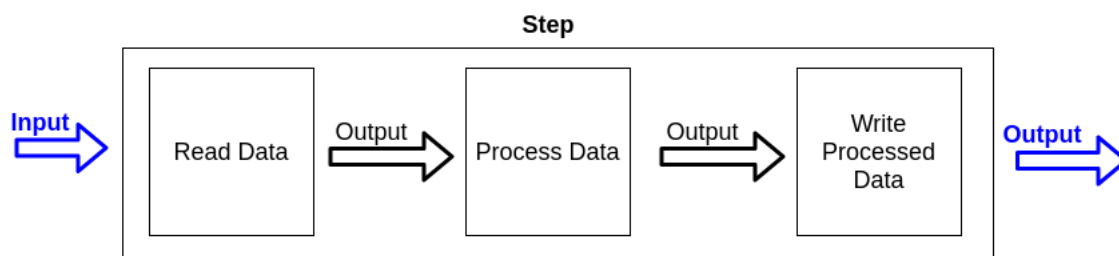 Step
Input
Read Data
Output
Process Data
Output
Write
Processed
Data
Output